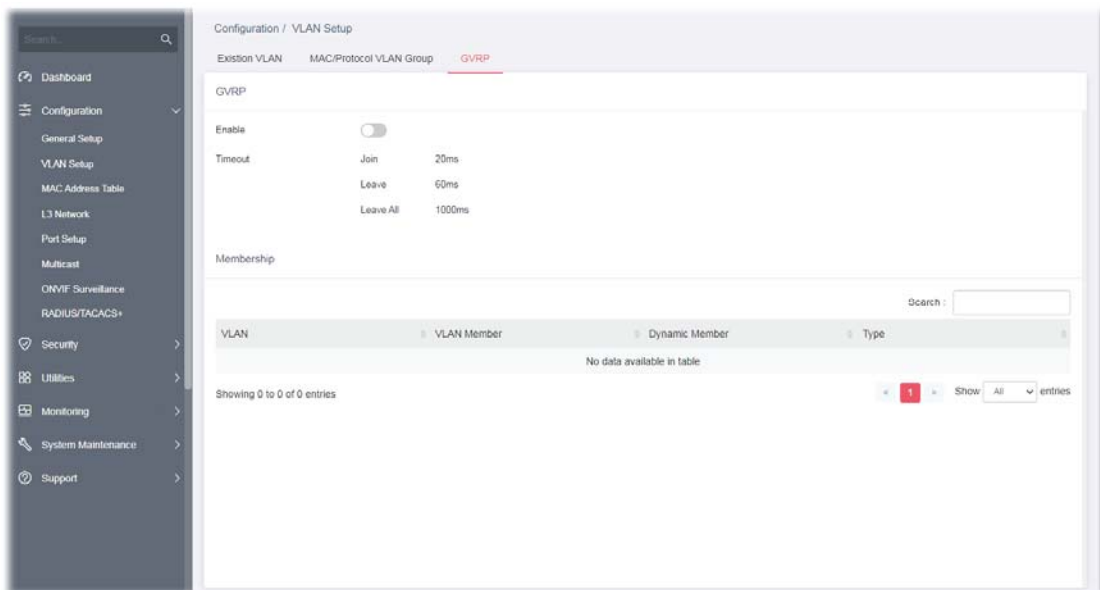 Search...
Dashboard
Configuration
General Setup
VLAN Setup
MAC Address Table
L3 Network
Port Setup
Multicast
ONVIF Surveillance
RADIUS/TACACS+
Security
Utilities
Monitoring
System Maintenance
Support
Configuration / VLAN Setup
Existion VLAN MAC/Protocol VLAN Group GVRP
GVRP
Enable
Timeout Join 20ms
Leave 60ms
Leave All 1000ms
Membership
Search :
VLAN VLAN Member Dynamic Member Type
No data available in table
Showing 0 to 0 of 0 entries « 1 » Show All entries